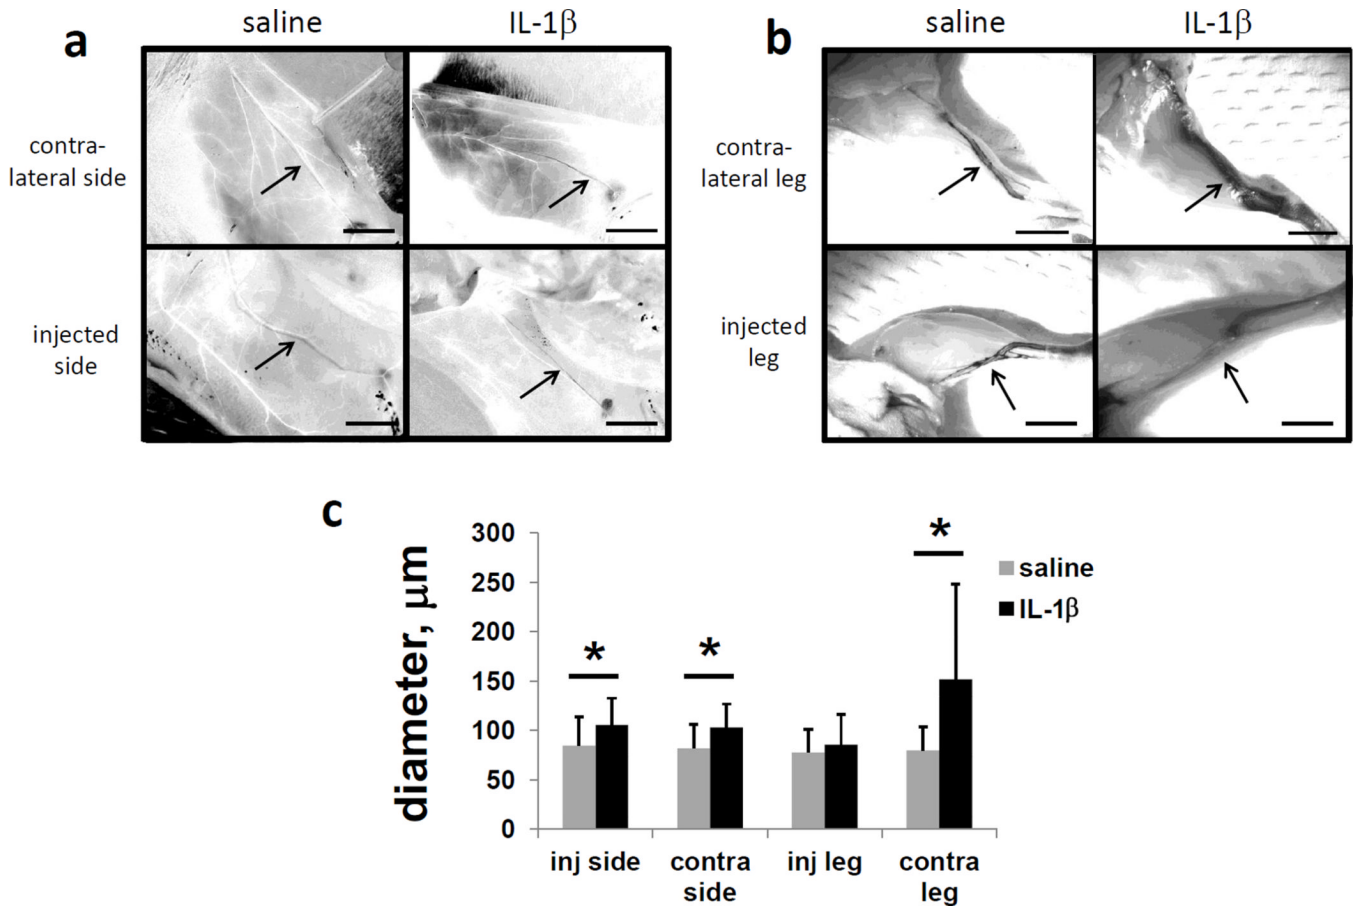 a
saline
IL-1β
contra-
lateral side
injected
side
b
saline
IL-1β
contra-
lateral leg
injected
leg
c
diameter, μm
300
250
200
150
100
50
0
*
*
*
saline
IL-1β
inj side
contra
side
inj leg
contra
leg